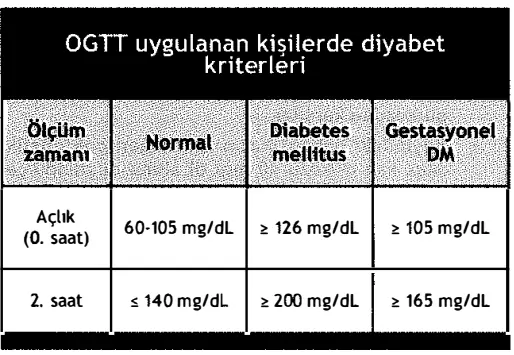 OGTT uygulanan kişilerde diyabet
kriterleri
Ölçüm zamanı Normal Diabetes mellitus Gestasyonel DM
Açlık (0. saat) 60-105 mg/dL ≥ 126 mg/dL ≥ 105 mg/dL
2. saat ≤ 140 mg/dL ≥ 200 mg/dL ≥ 165 mg/dL